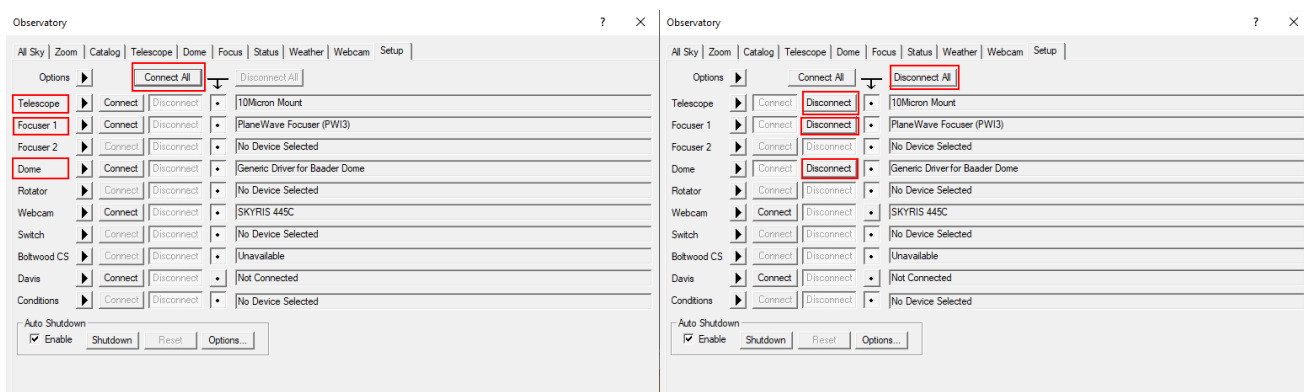 Observatory ? ×
All Sky Zoom Catalog Telescope Dome Focus Status Weather Webcam Setup
Options Connect All Disconnect All
Telescope Connect Disconnect 10Micron Mount
Focuser 1 Connect Disconnect PlaneWave Focuser (PWI3)
Focuser 2 Connect Disconnect No Device Selected
Dome Connect Disconnect Generic Driver for Baader Dome
Rotator Connect Disconnect No Device Selected
Webcam Connect Disconnect SKYRIS 445C
Switch Connect Disconnect No Device Selected
Boltwood CS Connect Disconnect Unavailable
Davis Connect Disconnect Not Connected
Conditions Connect Disconnect No Device Selected
Auto Shutdown
Enable Shutdown Reset Options...
Observatory ? ×
All Sky Zoom Catalog Telescope Dome Focus Status Weather Webcam Setup
Options Connect All Disconnect All
Telescope Connect Disconnect 10Micron Mount
Focuser 1 Connect Disconnect PlaneWave Focuser (PWI3)
Focuser 2 Connect Disconnect No Device Selected
Dome Connect Disconnect Generic Driver for Baader Dome
Rotator Connect Disconnect No Device Selected
Webcam Connect Disconnect SKYRIS 445C
Switch Connect Disconnect No Device Selected
Boltwood CS Connect Disconnect Unavailable
Davis Connect Disconnect Not Connected
Conditions Connect Disconnect No Device Selected
Auto Shutdown
Enable Shutdown Reset Options...